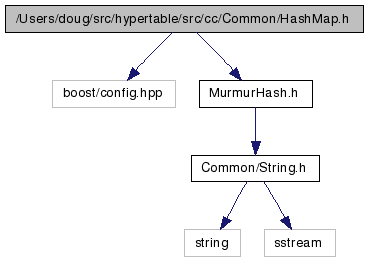 /Users/doug/src/hypertable/src/cc/Common/HashMap.h
boost/config.hpp
MurmurHash.h
Common/String.h
string
sstream